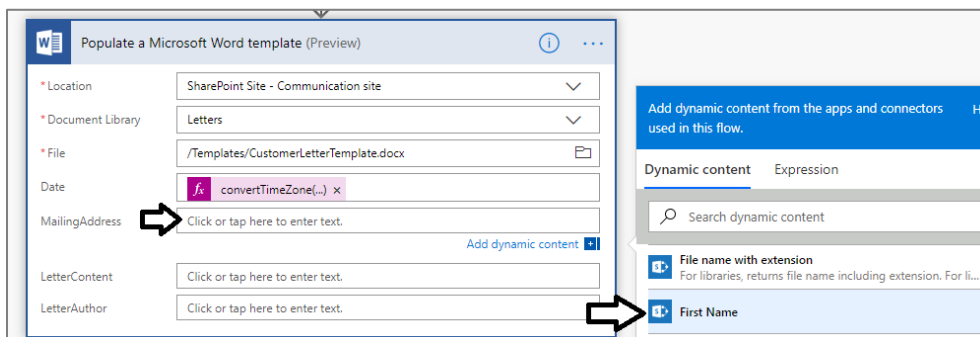 Populate a Microsoft Word template (Preview)
* Location
SharePoint Site - Communication site
* Document Library
Letters
* File
/Templates/CustomerLetterTemplate.docx
Date
fx convertTimeZone(...) ×
MailingAddress
Click or tap here to enter text.
Add dynamic content
LetterContent
Click or tap here to enter text.
LetterAuthor
Click or tap here to enter text.
Add dynamic content from the apps and connectors
used in this flow.
H
Dynamic content
Expression
Search dynamic content
File name with extension
For libraries, returns file name including extension. For li...
First Name